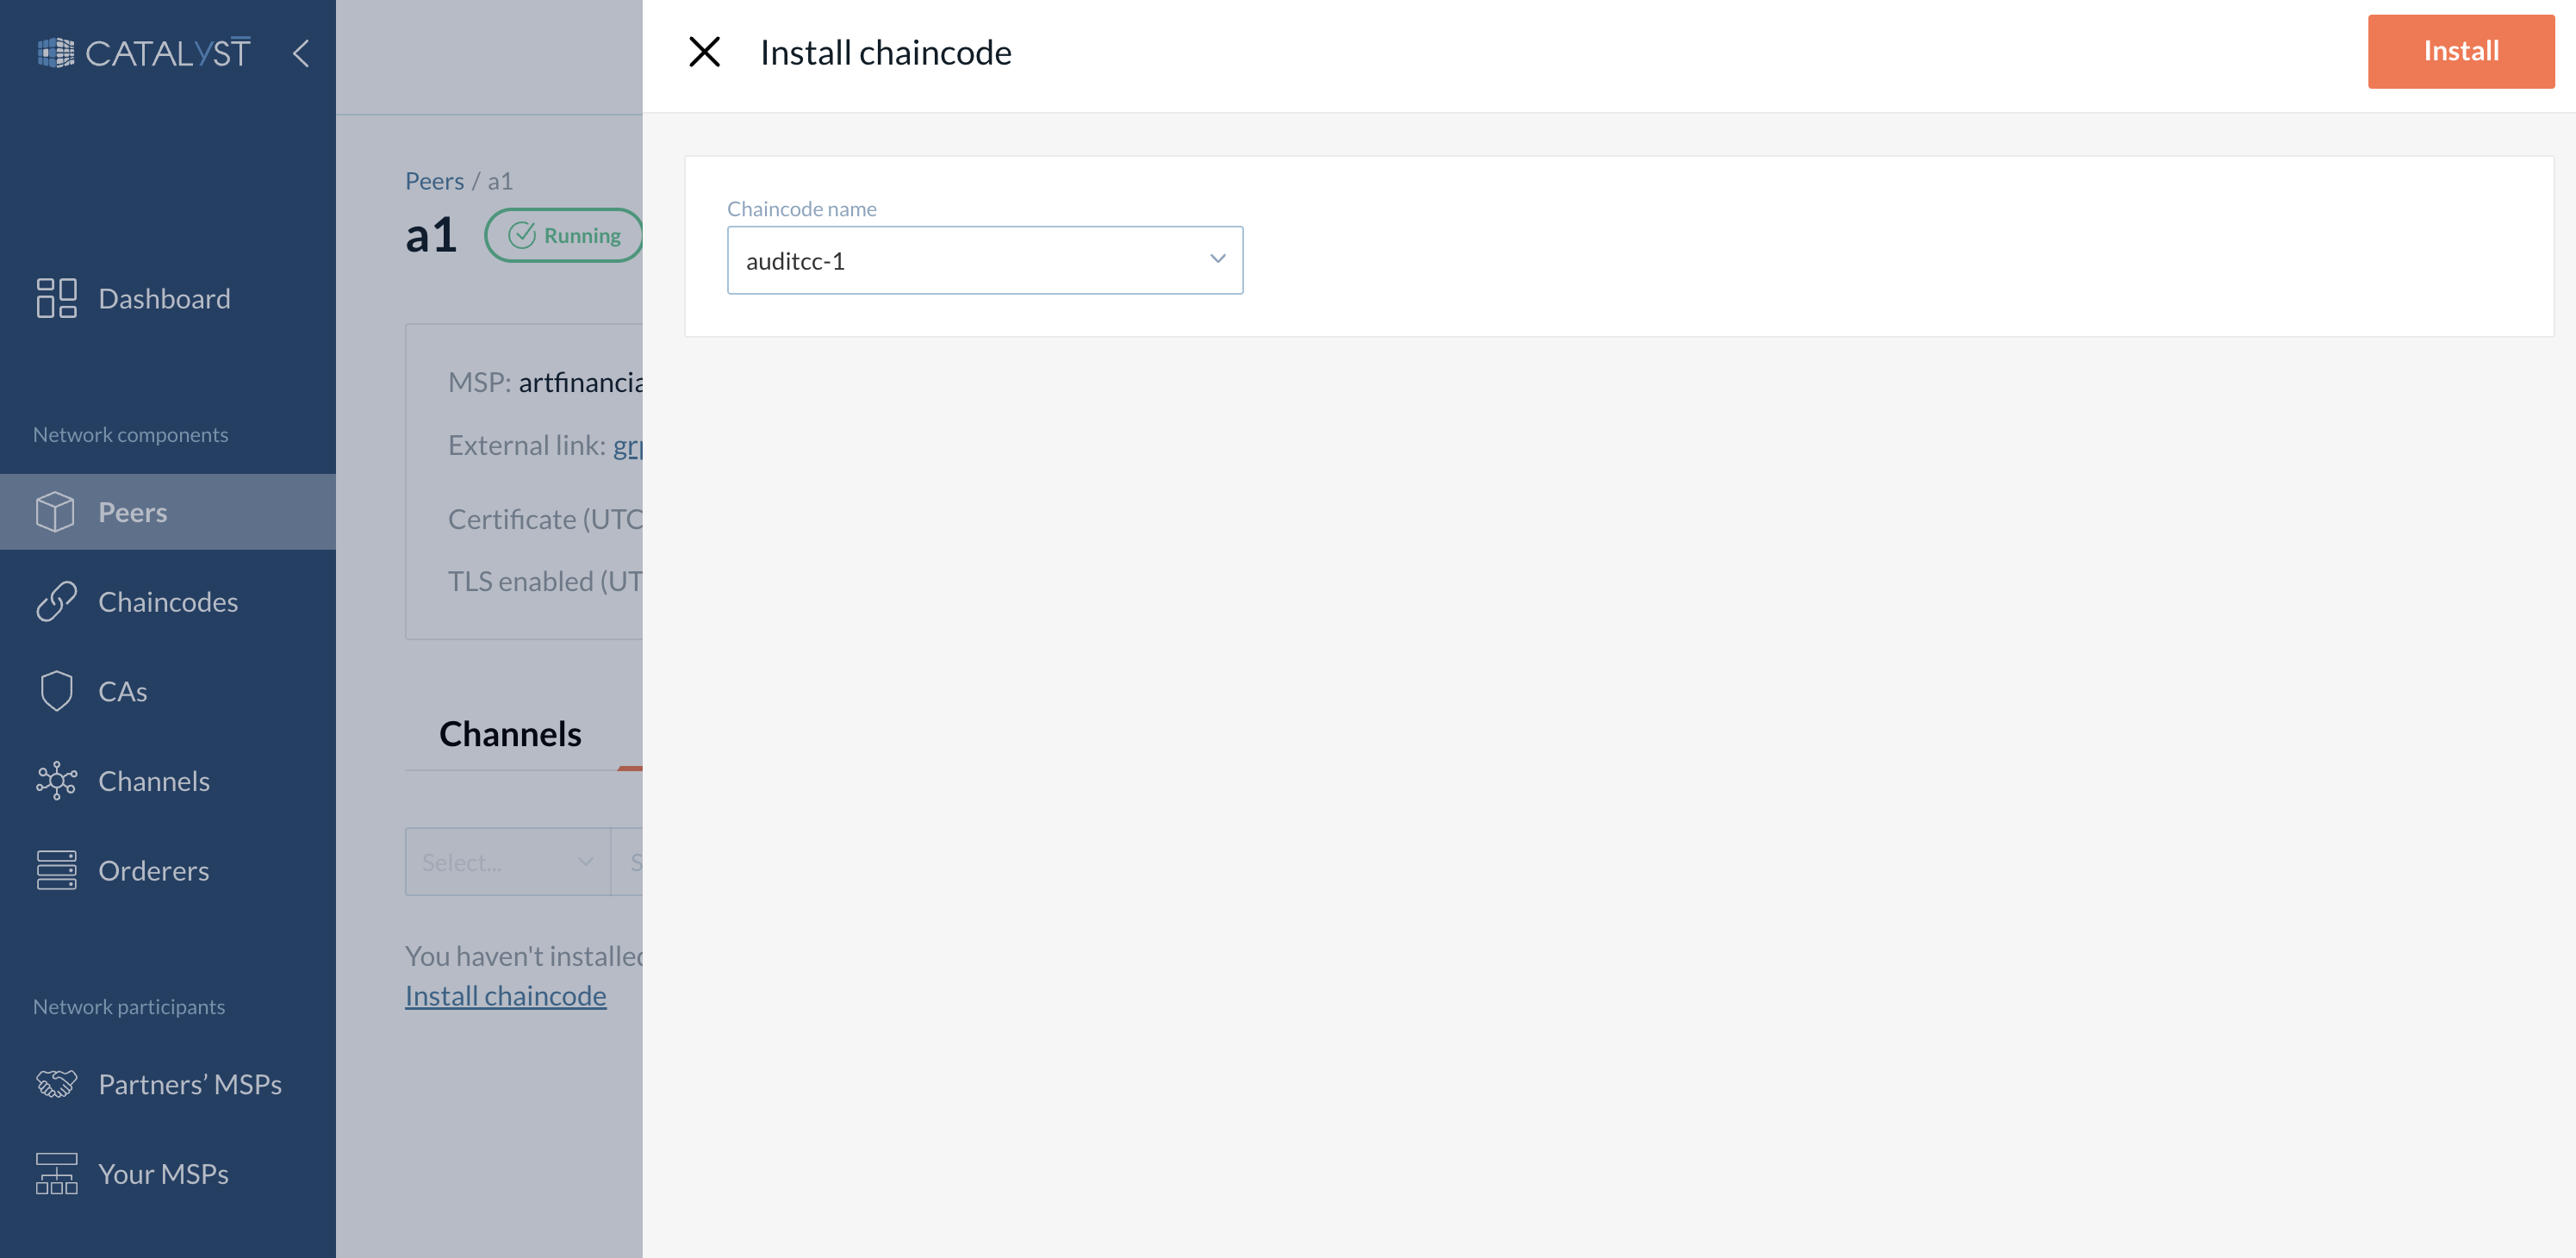 CATALYST
Dashboard
Network components
Peers
Chaincodes
CAs
Channels
Orderers
Network participants
Partners’ MSPs
Your MSPs
Peers / a1
a1
Running
MSP: artfinancia
External link: grp
Certificate (UTC
TLS enabled (UT
Channels
Select...
S
You haven't installed
Install chaincode
Install chaincode
Install
Chaincode name
auditcc-1